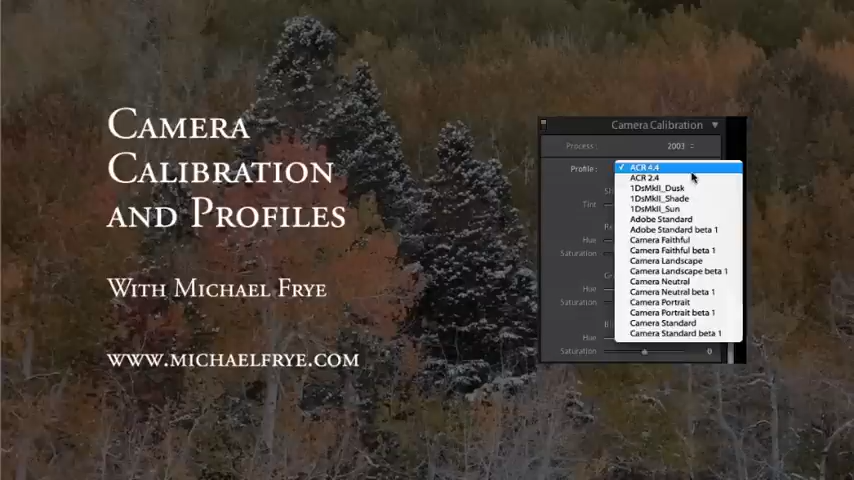 Camera
Calibration
and Profiles
With Michael Frye
www.michaelfrye.com
Camera Calibration
Process: 2003
Profile: ✓ ACR 4.4
ACR 2.4
1DsMkII_Dusk
1DsMkII_Shade
Tint
1DsMkII_Sun
Adobe Standard
Adobe Standard beta 1
Hue Camera Faithful
Camera Faithful beta 1
Saturation
Camera Landscape
Camera Landscape beta 1
Camera Neutral
Hue Camera Neutral beta 1
Saturation Camera Portrait
Camera Portrait beta 1
Camera Standard
Hue Camera Standard beta 1
Saturation 0